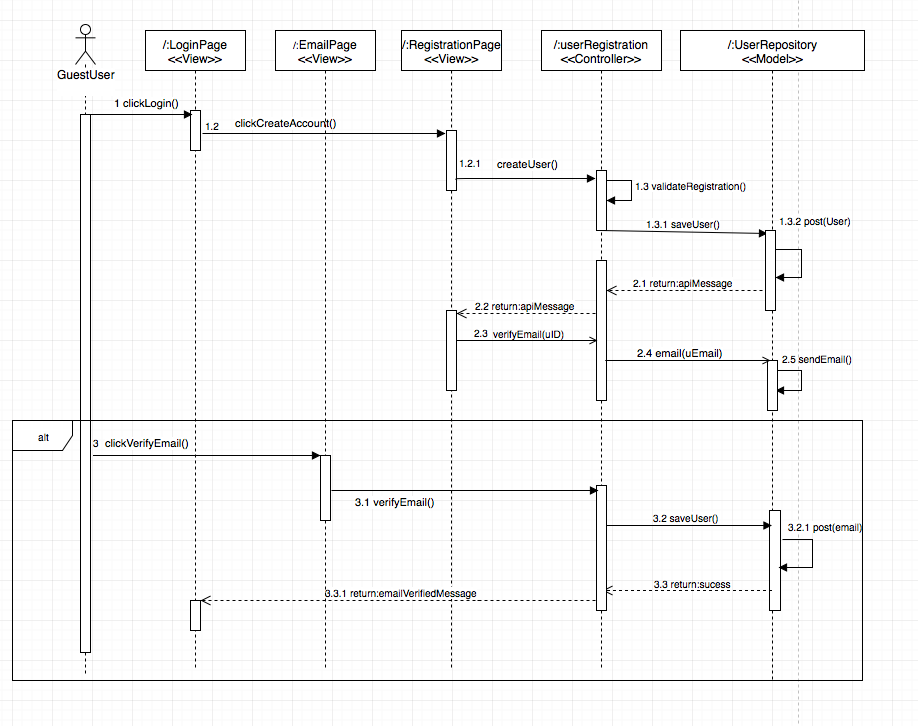 /:LoginPage
<<View>>
/:EmailPage
<<View>>
/:RegistrationPage
<<View>>
/:userRegistration
<<Controller>>
/:UserRepository
<<Model>>
GuestUser
1 clickLogin()
1.2 clickCreateAccount()
1.2.1 createUser()
1.3 validateRegistration()
1.3.1 saveUser()
1.3.2 post(User)
2.1 return:apiMessage
2.2 return:apiMessage
2.3 verifyEmail(uID)
2.4 email(uEmail)
2.5 sendEmail()
alt
3 clickVerifyEmail()
3.1 verifyEmail()
3.2 saveUser()
3.2.1 post(email)
3.3 return:sucess
3.3.1 return:emailVerifiedMessage